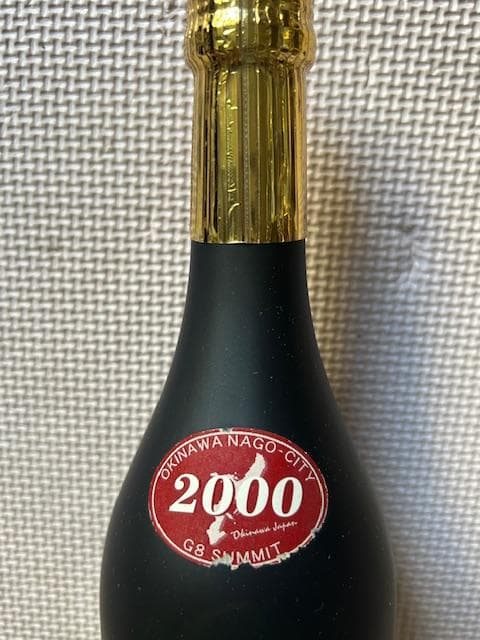 OKINAWA NAGO-CITY
2000
Okinawa Japan
G8 SUMMIT